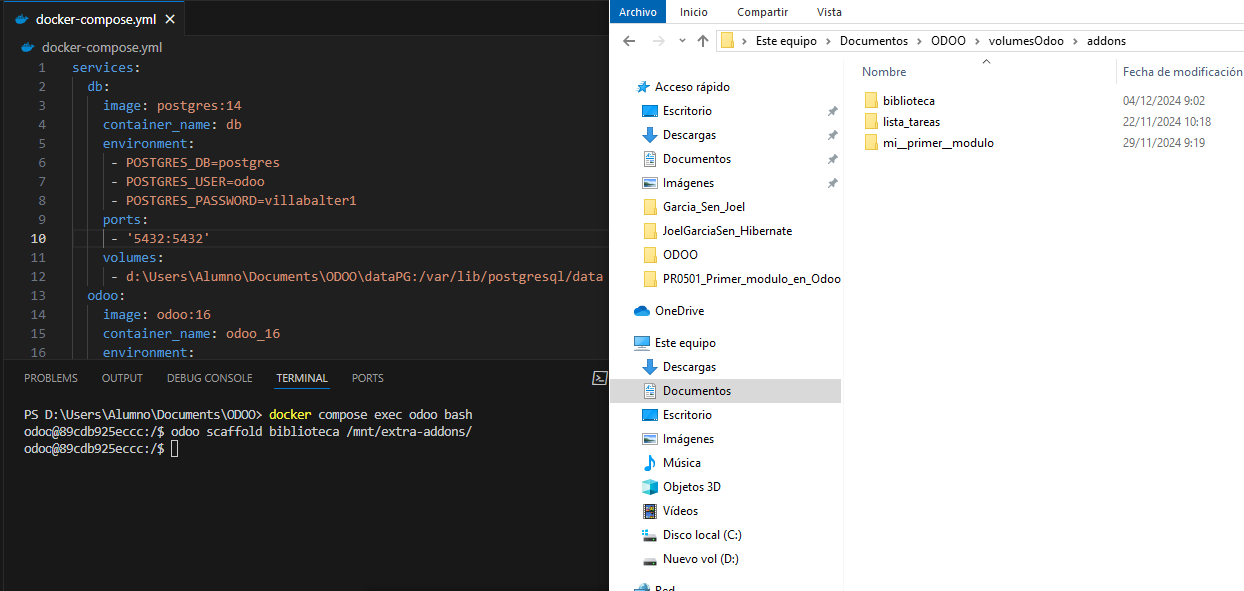 docker-compose.yml
docker-compose.yml
1 services:
2 db:
3 image: postgres:14
4 container_name: db
5 environment:
6 - POSTGRES_DB=postgres
7 - POSTGRES_USER=odoo
8 - POSTGRES_PASSWORD=villabalter1
9 ports:
10 - '5432:5432'
11 volumes:
12 - d:\Users\Alumno\Documents\ODOO\dataPG:/var/lib/postgresql/data
13 odoo:
14 image: odoo:16
15 container_name: odoo_16
16 environment:
PROBLEMS OUTPUT DEBUG CONSOLE TERMINAL PORTS
PS D:\Users\Alumno\Documents\ODOO> docker compose exec odoo bash
odoo@89cdb925eccc:/$ odoo scaffold biblioteca /mnt/extra-addons/
odoo@89cdb925eccc:/$
Archivo Inicio Compartir Vista
Este equipo > Documentos > ODOO > volumesOdoo > addons
Acceso rápido
Escritorio
Descargas
Documentos
Imágenes
Garcia_Sen_Joel
JoelGarciaSen_Hibernate
ODOO
PR0501_Primer_modulo_en_Odoo
OneDrive
Este equipo
Descargas
Documentos
Escritorio
Imágenes
Música
Objetos 3D
Vídeos
Disco local (C:)
Nuevo vol (D:)
Red
Nombre Fecha de modificación
biblioteca 04/12/2024 9:02
lista_tareas 22/11/2024 10:18
mi__primer__modulo 29/11/2024 9:19